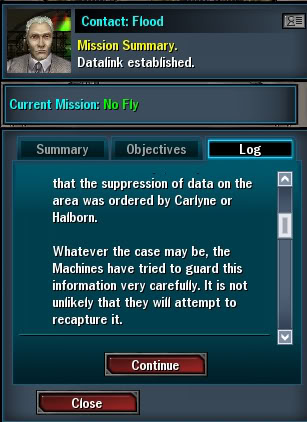 Contact: Flood
Mission Summary.
Datalink established.
Current Mission: No Fly
Summary Objectives Log
that the suppression of data on the
area was ordered by Carlyne or
Halborn.
Whatever the case may be, the
Machines have tried to guard this
information very carefully. It is not
unlikely that they will attempt to
recapture it.
Continue
Close